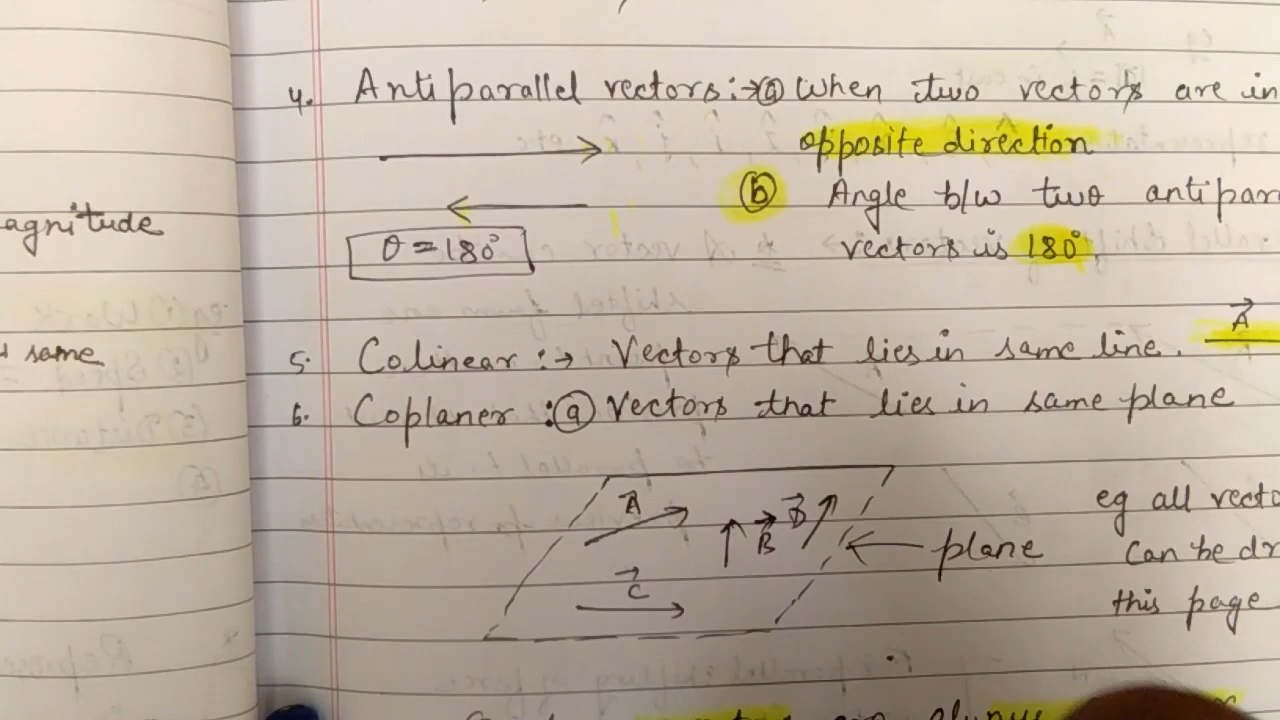 agnitude
same
4. Antiparallel vectors:→ⓐ When two vectors are in
opposite direction
ⓑ Angle b/w two antipar
θ = 180°
vectors is 180°.
5. Colinear :→ Vectors that lies in same line. A⃗
6. Coplaner :ⓐ Vectors that lies in same plane
A⃗ B⃗ D⃗
C⃗
plane
eg all vecto
can be dr
this page